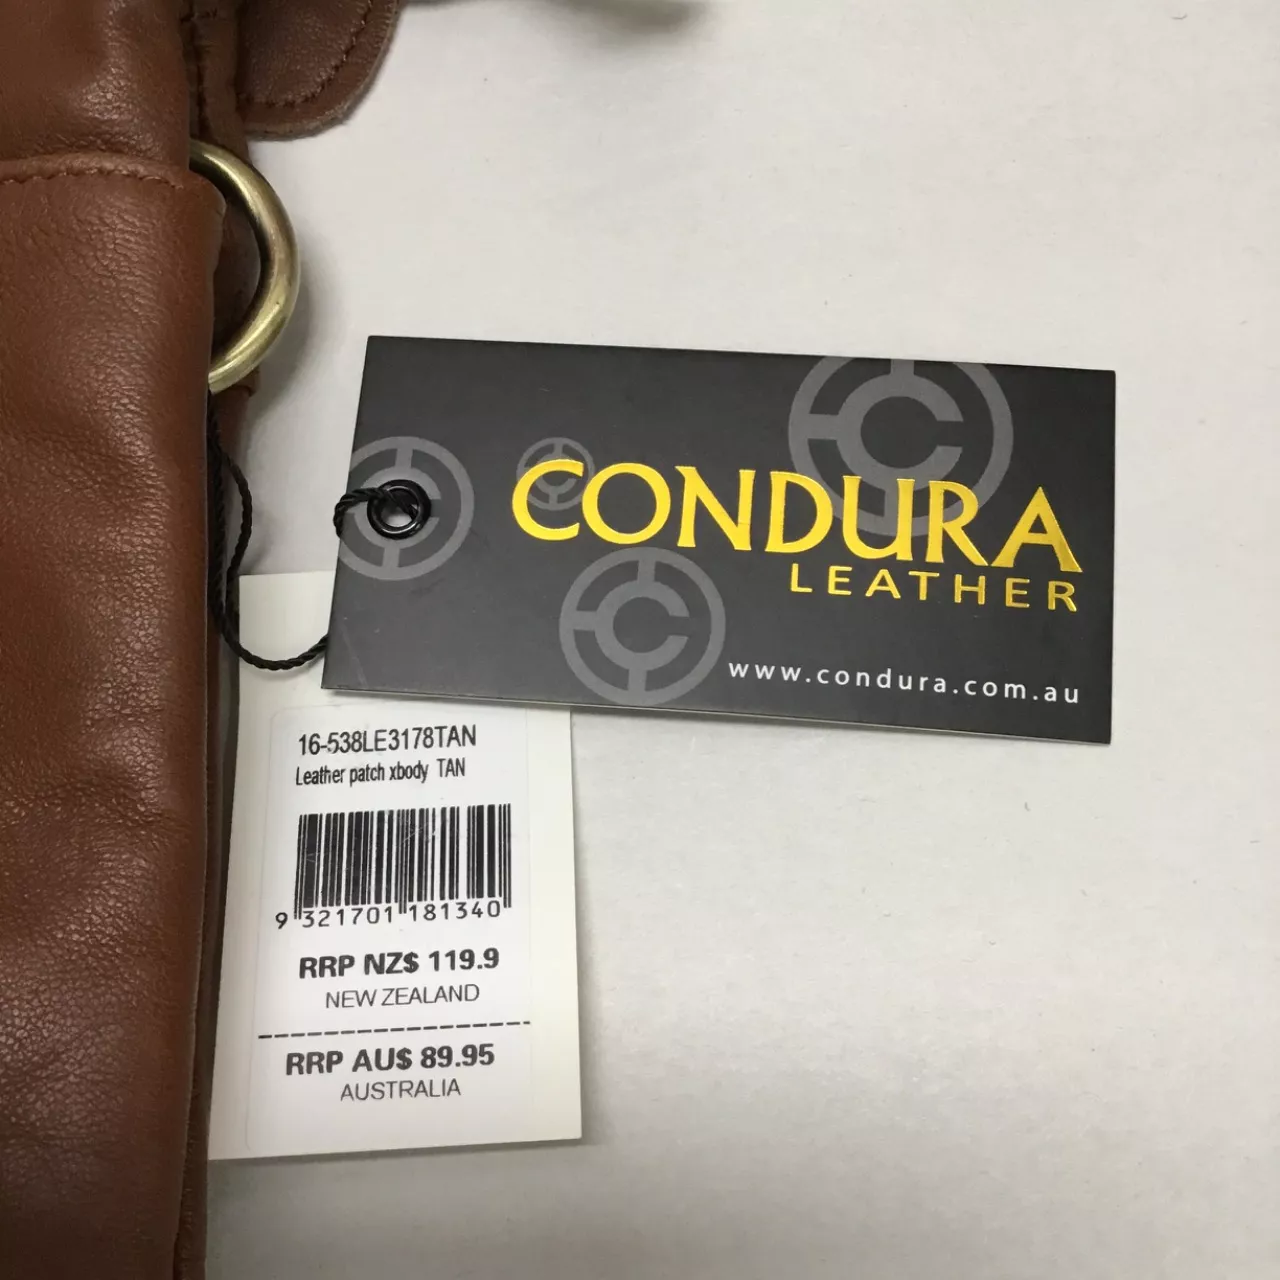 CONDURA
LEATHER
www.condura.com.au
16-538LE3178TAN
Leather patch xbody TAN
9 321701 181340
RRP NZ$ 119.9
NEW ZEALAND
RRP AU$ 89.95
AUSTRALIA